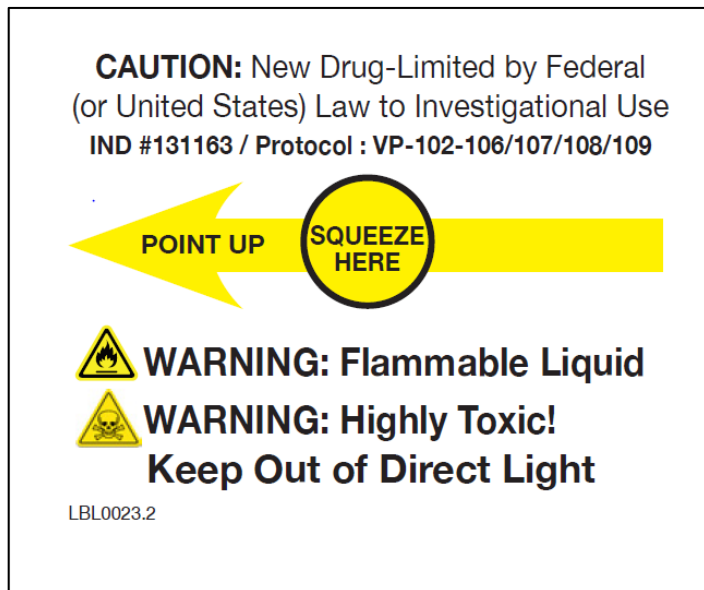 CAUTION: New Drug-Limited by Federal
(or United States) Law to Investigational Use
IND #131163 / Protocol : VP-102-106/107/108/109
POINT UP
SQUEEZE
HERE
WARNING: Flammable Liquid
WARNING: Highly Toxic!
Keep Out of Direct Light
LBL0023.2